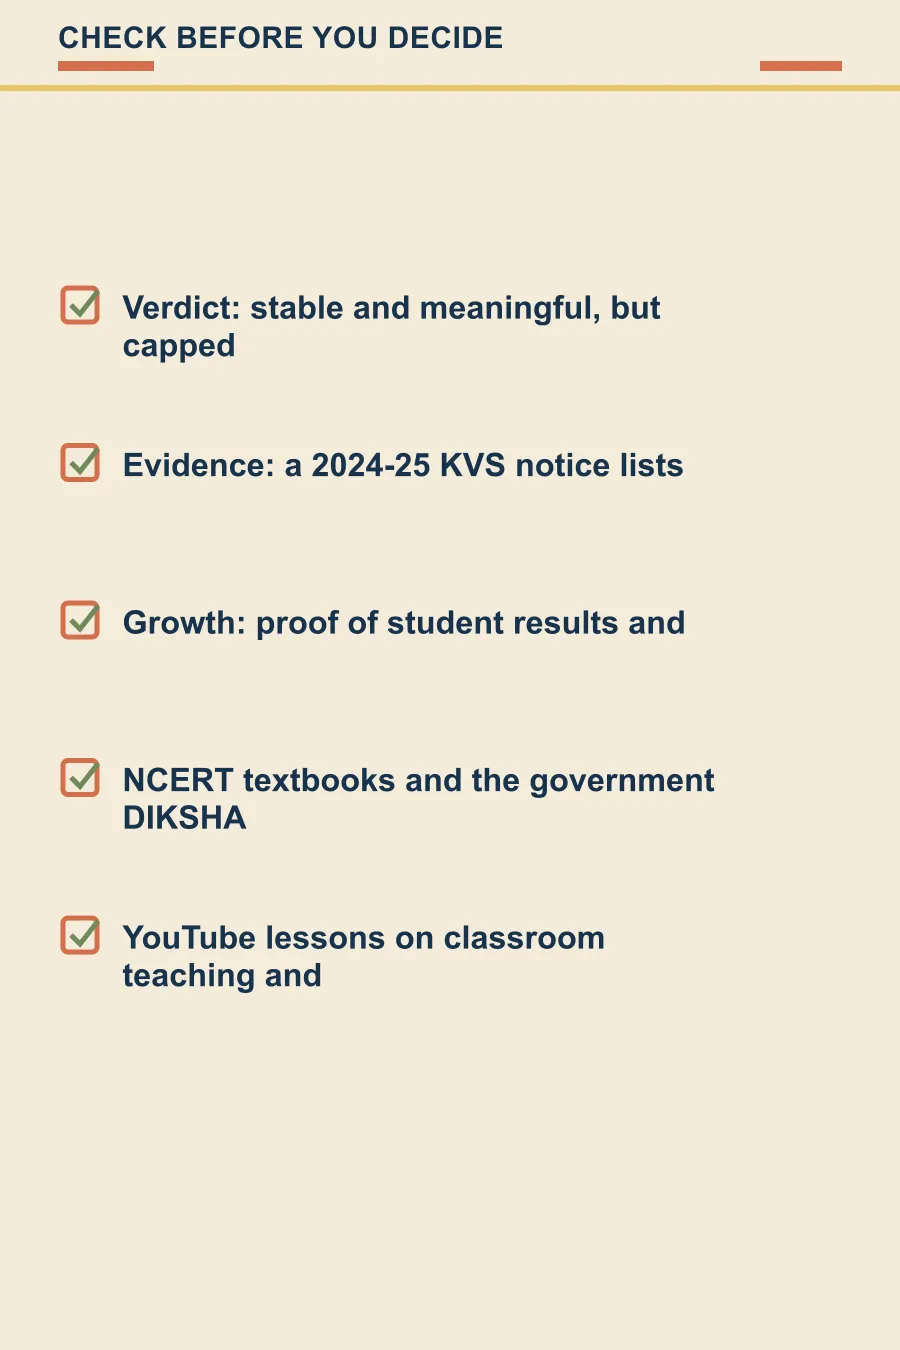 CHECK BEFORE YOU DECIDE
Verdict: stable and meaningful, but
capped
Evidence: a 2024-25 KVS notice lists
Growth: proof of student results and
NCERT textbooks and the government
DIKSHA
YouTube lessons on classroom
teaching and